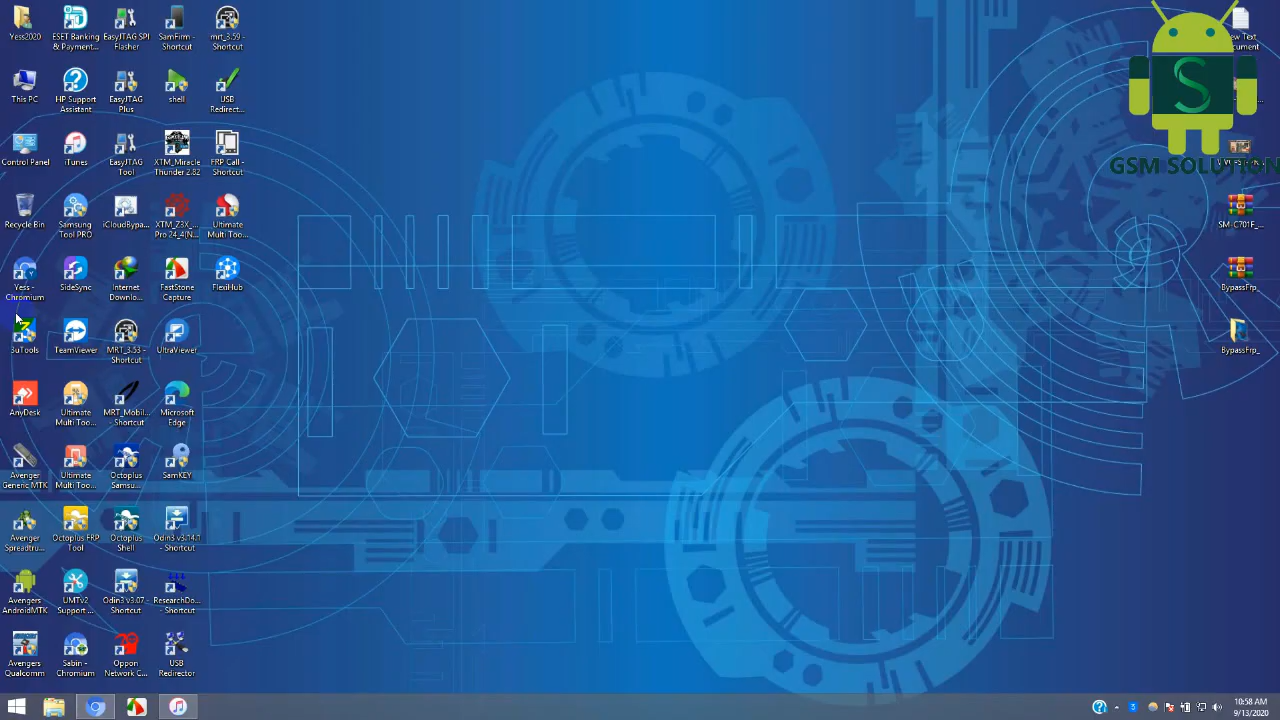 Yess2020
ESET Banking
& Payment...
EasyJTAG SPI
Flasher
SamFirm -
Shortcut
mrt_3.59 -
Shortcut
This PC
HP Support
Assistant
EasyJTAG
Plus
shell
USB
Redirect...
Control Panel
iTunes
EasyJTAG
Tool
XTM_Miracle
Thunder 2.82
FRP Call -
Shortcut
Recycle Bin
Samsung
Tool PRO
iCloudBypa...
XTM_Z3X_
Pro 24_4(N...
Ultimate
Multi Too...
Yess -
Chromium
SideSync
Internet
Downlo...
FastStone
Capture
FlexiHub
3uTools
TeamViewer
MRT_3.53 -
Shortcut
UltraViewer
AnyDesk
Ultimate
Multi Too...
MRT_Mobil...
- Shortcut
Microsoft
Edge
Avenger
Generic MTK
Ultimate
Multi Too...
Octoplus
Samsu...
SamKEY
Avenger
Spreadtru...
Octoplus FRP
Tool
Octoplus
Shell
Odin3 v3.14.1
- Shortcut
Avengers
AndroidMTK
UMTv2
Support ...
Odin3 v3.07 -
Shortcut
ResearchDo...
- Shortcut
Avengers
Qualcomm
Sabin -
Chromium
Oppon
Network C...
USB
Redirector
S
GSM SOLUTION
SM-C701F_...
BypassFrp_
BypassFrp_
10:58 AM
9/13/2020